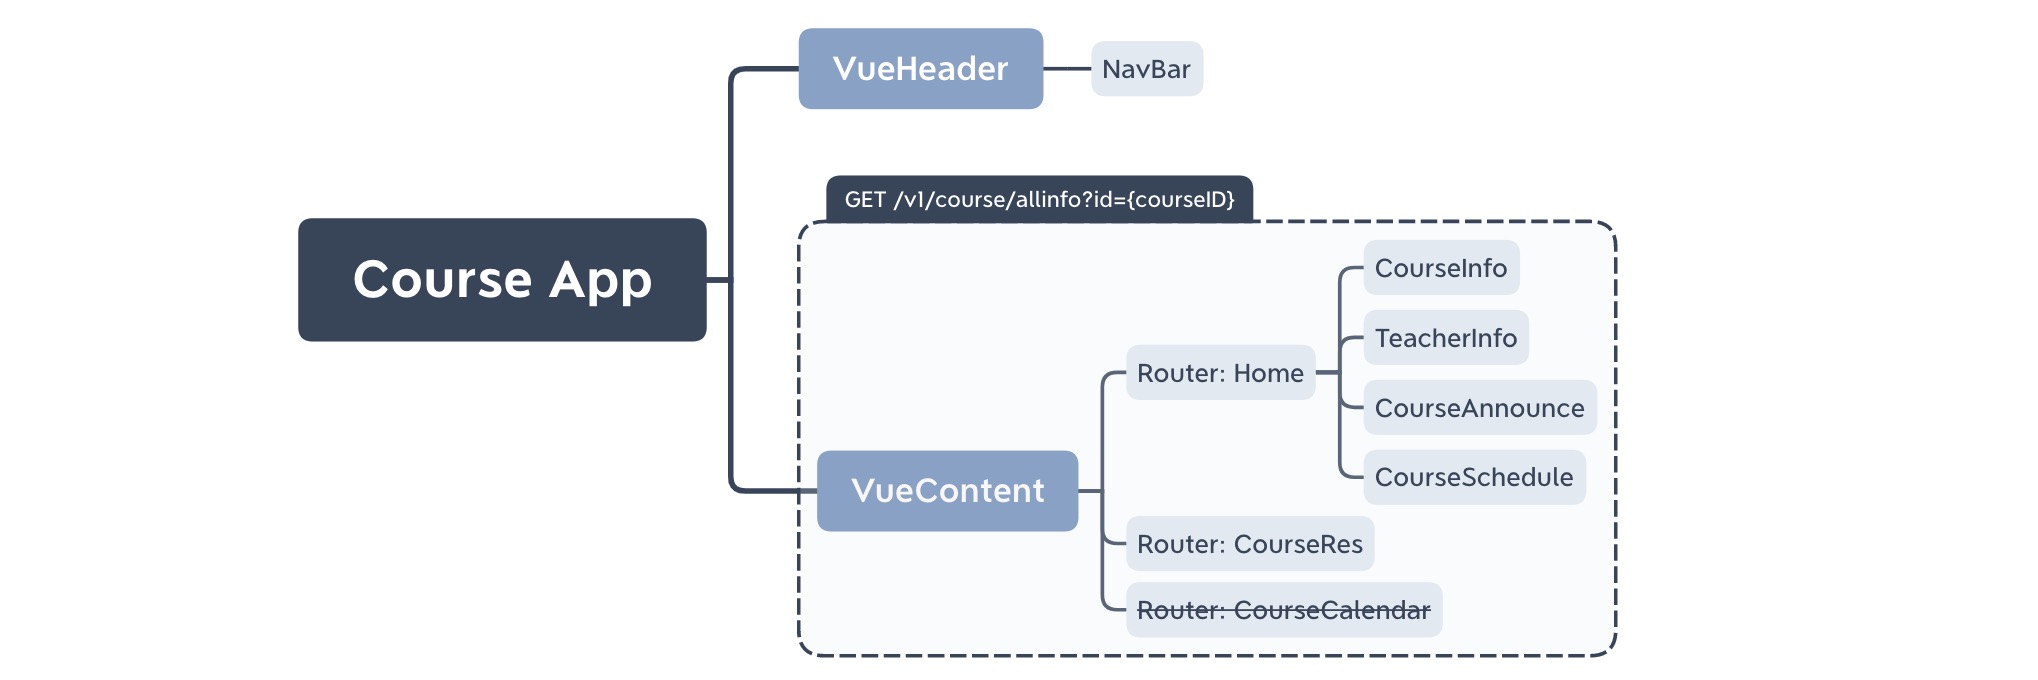 VueHeader
NavBar
GET /v1/course/allinfo?id={courseID}
Course App
CourseInfo
TeacherInfo
Router: Home
CourseAnnounce
CourseSchedule
VueContent
Router: CourseRes
Router: CourseCalendar